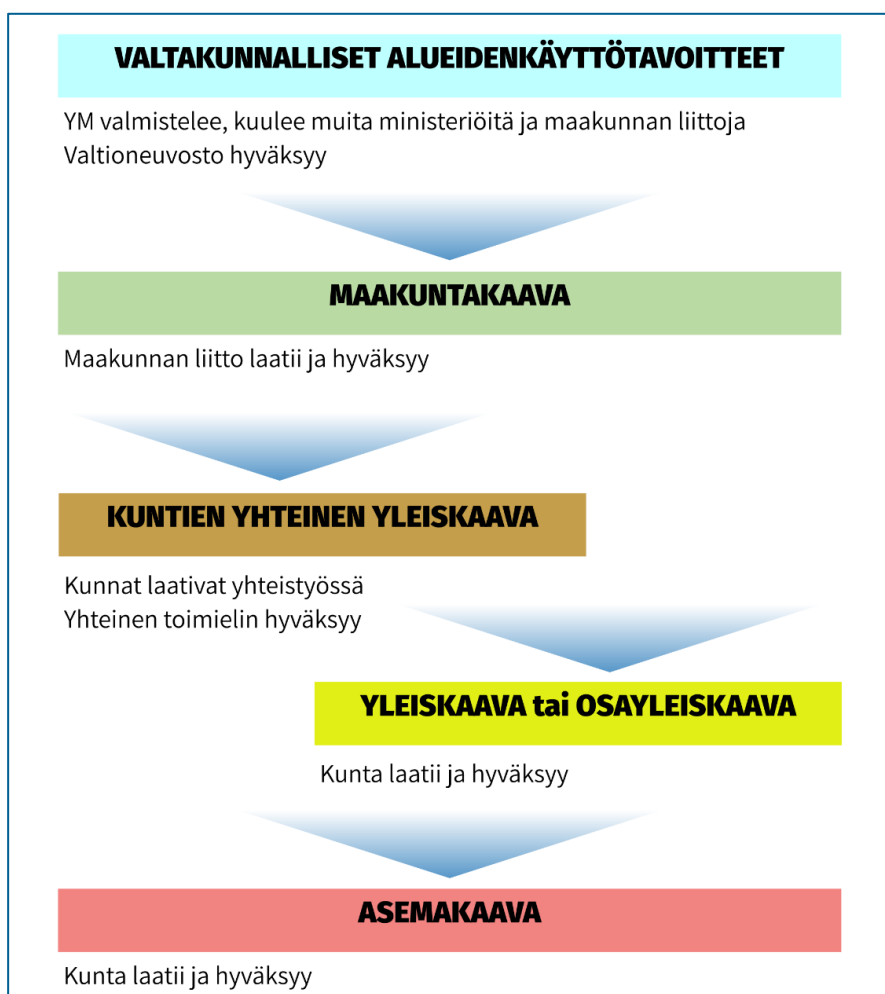 VALTAKUNNALLISET ALUEIDENKÄYTTÖTAVOITTEET
YM valmistelee, kuulee muita ministeriöitä ja maakunnan liittoja
Valtioneuvosto hyväksyy
MAAKUNTAKAAVA
Maakunnan liitto laatii ja hyväksyy
KUNTIEN YHTEINEN YLEISKAAVA
Kunnat laativat yhteistyössä
Yhteinen toimielin hyväksyy
YLEISKAAVA tai OSAYLEISKAAVA
Kunta laatii ja hyväksyy
ASEMAKAAVA
Kunta laatii ja hyväksyy